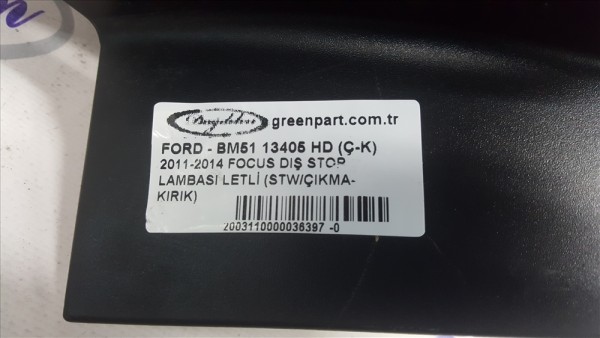 greenpart.com.tr
FORD - BM51 13405 HD (Ç-K)
2011-2014 FOCUS DIŞ STOP
LAMBASI LETLİ (STW/ÇIKMA-
KIRIK)
2003110000036397 -0